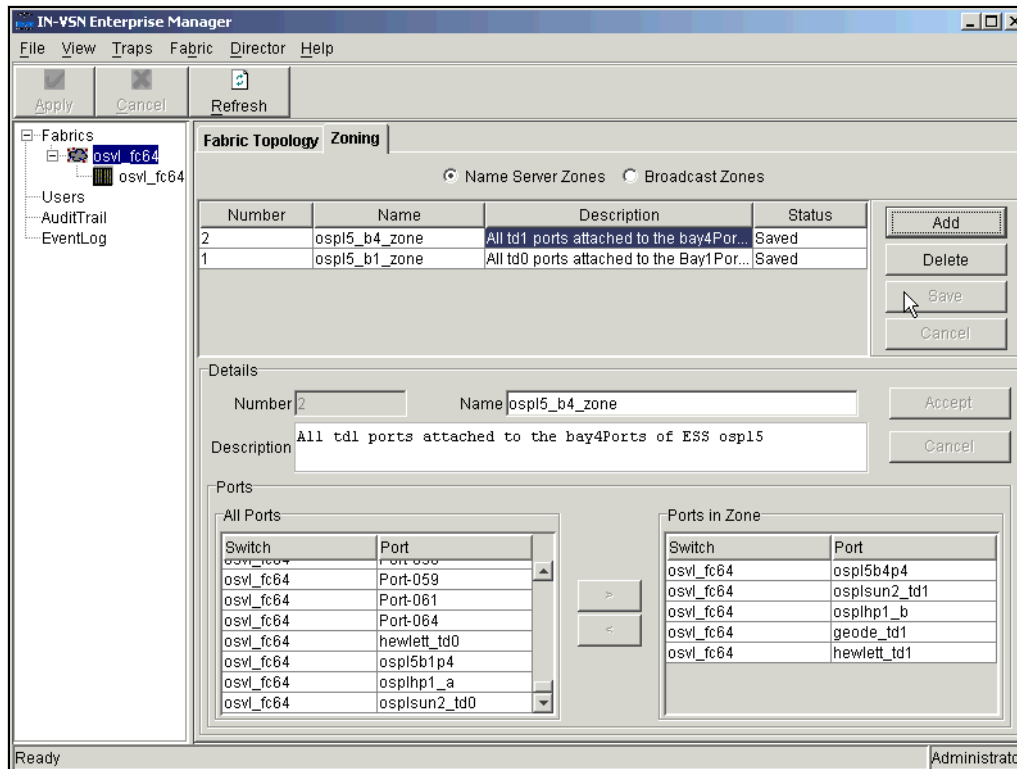 IN-VSN Enterprise Manager
File View Traps Fabric Director Help
Apply Cancel Refresh
Fabrics
osvl_fc64
osvl_fc64
Users
AuditTrail
EventLog
Fabric Topology Zoning
Name Server Zones Broadcast Zones
Number Name Description Status
2 ospl5_b4_zone All td1 ports attached to the bay4Por... Saved
1 ospl5_b1_zone All td0 ports attached to the Bay1Por... Saved
Add
Delete
Save
Cancel
Details
Number 2 Name ospl5_b4_zone
Accept
Description All td1 ports attached to the bay4Ports of ESS ospl5
Cancel
Ports
All Ports
Switch Port
osvl_fc64 Port-059
osvl_fc64 Port-061
osvl_fc64 Port-064
osvl_fc64 hewlett_td0
osvl_fc64 ospl5b1p4
osvl_fc64 osplhp1_a
osvl_fc64 osplsun2_td0
>
<
Ports in Zone
Switch Port
osvl_fc64 ospl5b4p4
osvl_fc64 osplsun2_td1
osvl_fc64 osplhp1_b
osvl_fc64 geode_td1
osvl_fc64 hewlett_td1
Ready Administrato